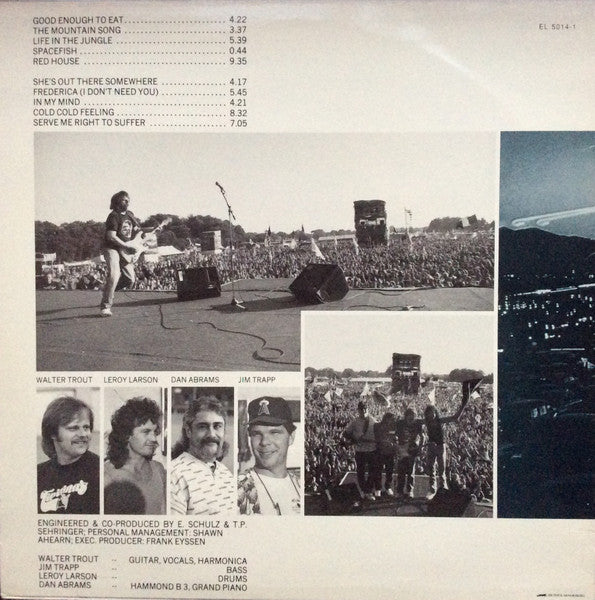 GOOD ENOUGH TO EAT........................ 4.22
THE MOUNTAIN SONG ........................ 3.37
LIFE IN THE JUNGLE ........................ 5.39
SPACEFISH ................................. 0.44
RED HOUSE ................................. 9.35
SHE'S OUT THERE SOMEWHERE ................ 4.17
FREDERICA (I DON'T NEED YOU) ............. 5.45
IN MY MIND ................................ 4.21
COLD COLD FEELING ......................... 8.32
SERVE ME RIGHT TO SUFFER .................. 7.05
EL 5014-1
WALTER TROUT LEROY LARSON DAN ABRAMS JIM TRAPP
ENGINEERED & CO-PRODUCED BY E. SCHULZ & T.P.
SEHRINGER; PERSONAL MANAGEMENT: SHAWN
AHEARN; EXEC. PRODUCER: FRANK EYSSEN
WALTER TROUT .. GUITAR, VOCALS, HARMONICA
JIM TRAPP .. BASS
LEROY LARSON .. DRUMS
DAN ABRAMS .. HAMMOND B 3, GRAND PIANO